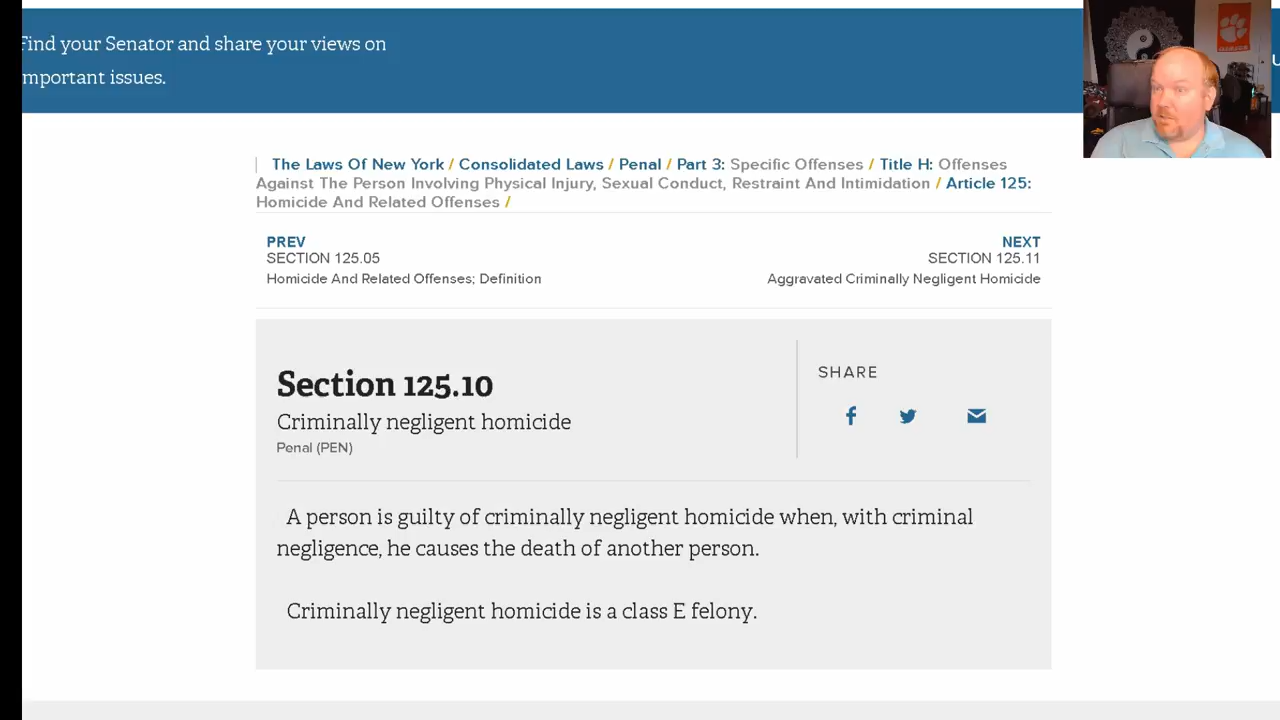 Find your Senator and share your views on
mportant issues.
The Laws Of New York / Consolidated Laws / Penal / Part 3: Specific Offenses / Title H: Offenses
Against The Person Involving Physical Injury, Sexual Conduct, Restraint And Intimidation / Article 125:
Homicide And Related Offenses /
PREV
SECTION 125.05
Homicide And Related Offenses; Definition
NEXT
SECTION 125.11
Aggravated Criminally Negligent Homicide
Section 125.10
Criminally negligent homicide
Penal (PEN)
SHARE
A person is guilty of criminally negligent homicide when, with criminal
negligence, he causes the death of another person.
Criminally negligent homicide is a class E felony.